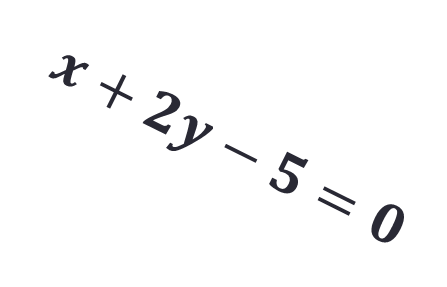 x + 2y − 5 = 0